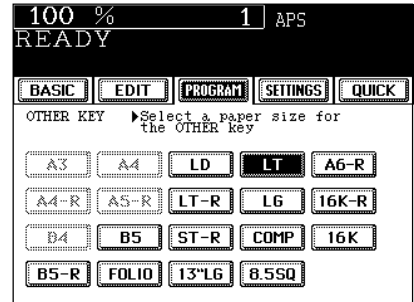 100 % 1 APS
READY
BASIC EDIT PROGRAM SETTINGS QUICK
OTHER KEY ▶Select a paper size for
the OTHER key
A3 A4 LD LT A6-R
A4-R A5-R LT-R LG 16K-R
B4 B5 ST-R COMP 16K
B5-R FOLIO 13"LG 8.5SQ